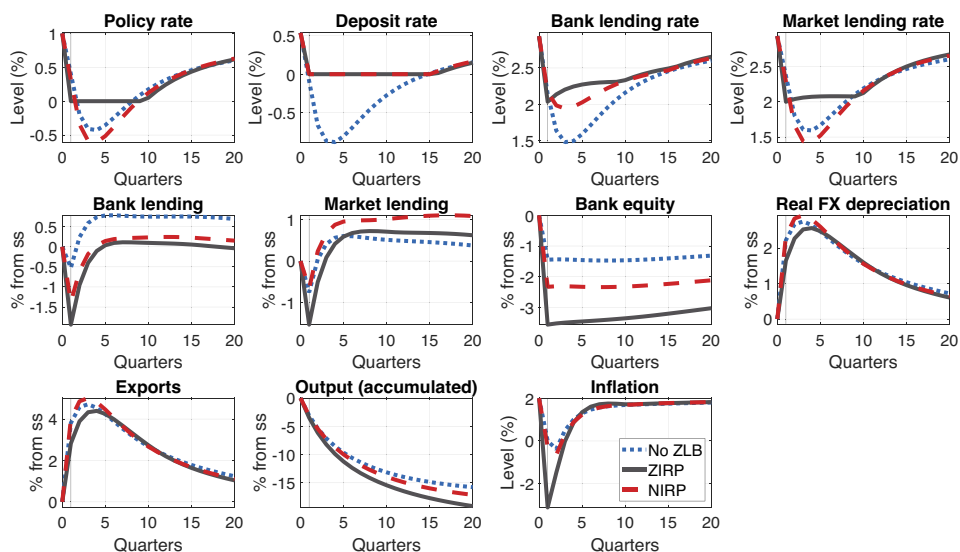 Policy rate
Level (%)
1
0.5
0
-0.5
0 5 10 15 20
Quarters
Deposit rate
Level (%)
0.5
0
-0.5
0 5 10 15 20
Quarters
Bank lending rate
Level (%)
2.5
2
1.5
0 5 10 15 20
Quarters
Market lending rate
Level (%)
2.5
2
1.5
0 5 10 15 20
Quarters
Bank lending
% from ss
0.5
0
-0.5
-1
-1.5
0 5 10 15 20
Quarters
Market lending
% from ss
1
0
-1
0 5 10 15 20
Quarters
Bank equity
% from ss
0
-1
-2
-3
0 5 10 15 20
Quarters
Real FX depreciation
% from ss
2
1
0
0 5 10 15 20
Quarters
Exports
% from ss
4
2
0
0 5 10 15 20
Quarters
Output (accumulated)
% from ss
0
-5
-10
-15
0 5 10 15 20
Quarters
Inflation
Level (%)
2
0
-2
0 5 10 15 20
Quarters
No ZLB
ZIRP
NIRP